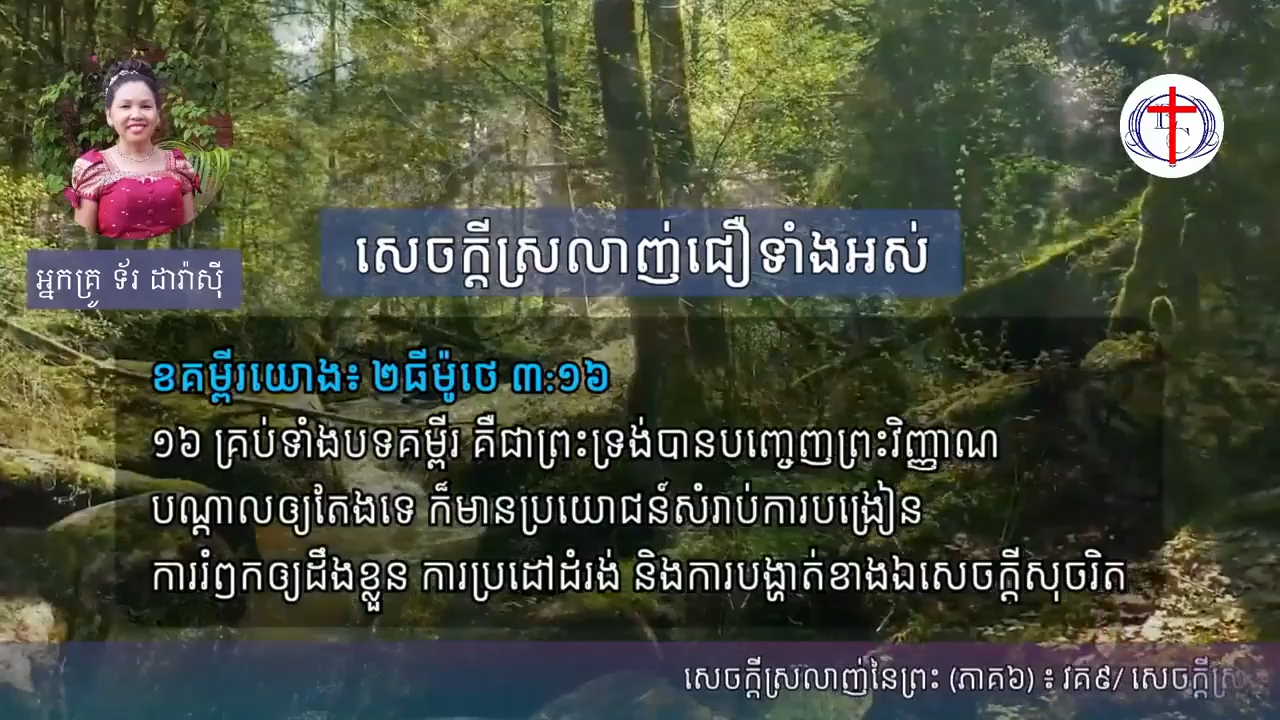 អ្នកគ្រូ ទ័រ ដារ៉ាស៊ី
សេចក្ដីស្រលាញ់ជឿទាំងអស់
ខគម្ពីរយោង៖ ២ធីម៉ូថេ ៣:១៦
១៦ គ្រប់ទាំងបទគម្ពីរ គឺជាព្រះទ្រង់បានបញ្ចេញព្រះវិញ្ញាណ
បណ្ដាលឲ្យតែងទេ ក៏មានប្រយោជន៍សំរាប់ការបង្រៀន
ការរំឭកឲ្យដឹងខ្លួន ការប្រដៅដំរង់ និងការបង្ហាត់ខាងឯសេចក្ដីសុចរិត
សេចក្ដីស្រលាញ់នៃព្រះ (ភាគ៦) ៖ វគ៩/ សេចក្ដីស្រ